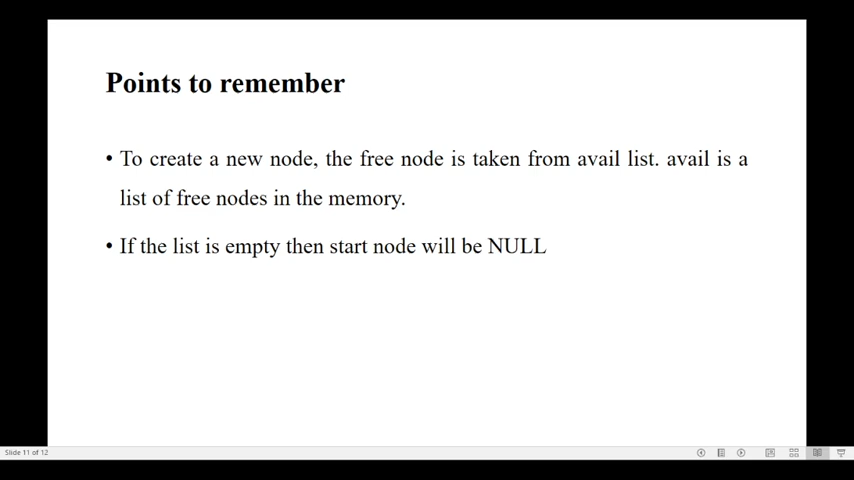 Points to remember
• To create a new node, the free node is taken from avail list. avail is a
list of free nodes in the memory.
• If the list is empty then start node will be NULL
Slide 11 of 12